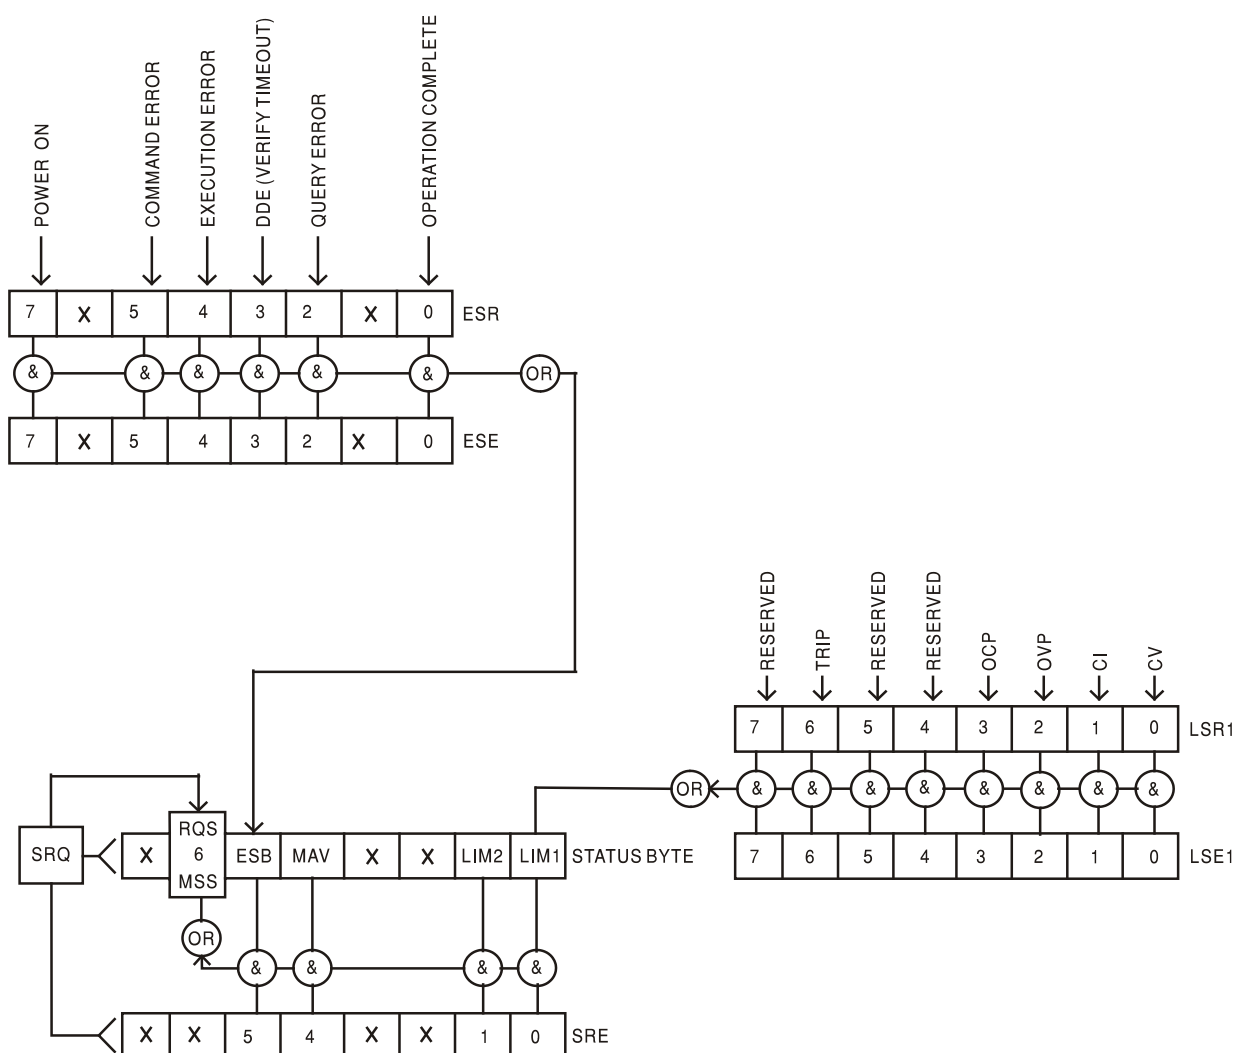 POWER ON
COMMAND ERROR
EXECUTION ERROR
DDE (VERIFY TIMEOUT)
QUERY ERROR
OPERATION COMPLETE
7 X 5 4 3 2 X 0 ESR
& & & & & & OR
7 X 5 4 3 2 X 0 ESE
RESERVED
TRIP
RESERVED
RESERVED
OCP
OVP
CI
CV
7 6 5 4 3 2 1 0 LSR1
OR & & & & & & & &
7 6 5 4 3 2 1 0 LSE1
SRQ
X RQS 6 MSS ESB MAV X X LIM2 LIM1 STATUS BYTE
OR
& & & &
X X 5 4 X X 1 0 SRE